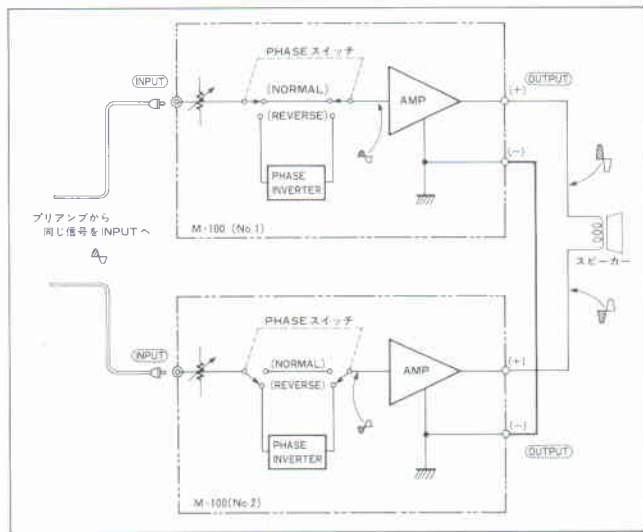 PHASEスイッチ
(INPUT)
(NORMAL)
(REVERSE)
AMP
(+)
(OUTPUT)
(−)
PHASE
INVERTER
プリアンプから
同じ信号をINPUTへ
M-100 (No.1)
スピーカー
PHASEスイッチ
(INPUT)
(NORMAL)
(REVERSE)
AMP
(+)
PHASE
INVERTER
(−)
(OUTPUT)
M-100(No.2)